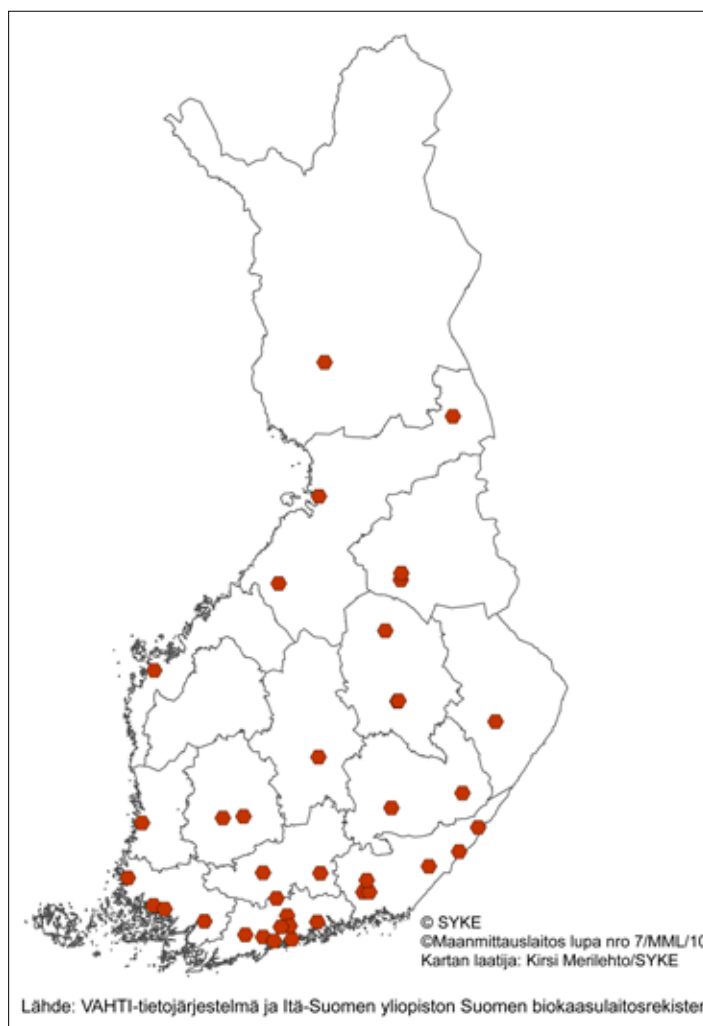 © SYKE
©Maanmittauslaitos lupa nro 7/MML/10
Kartan laatija: Kirsi Merilehto/SYKE
Lähde: VAHTI-tietojärjestelmä ja Itä-Suomen yliopiston Suomen biokaasulaitosrekister